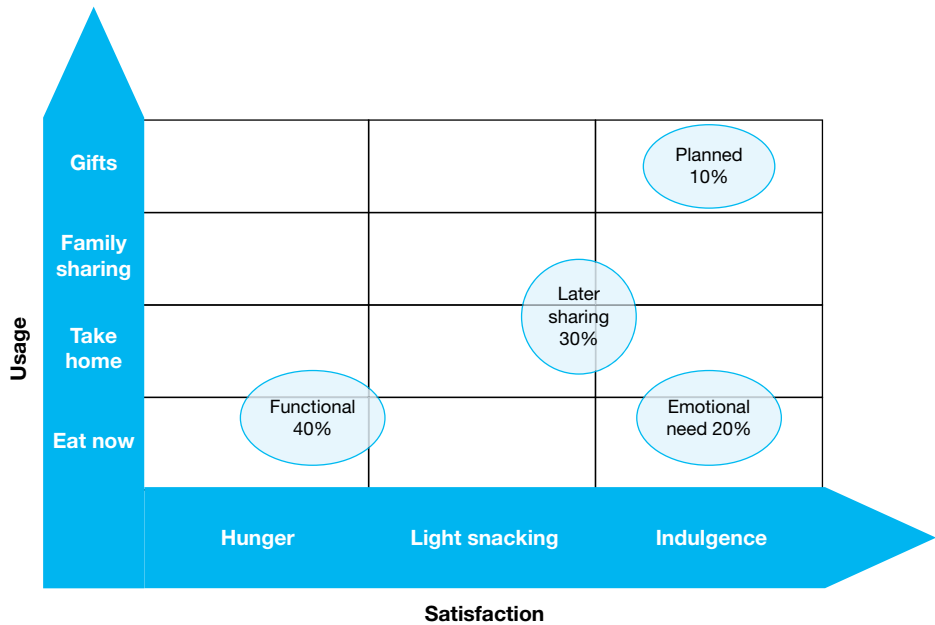 Usage
Gifts
Family
sharing
Take
home
Eat now
Planned
10%
Later
sharing
30%
Functional
40%
Emotional
need 20%
Hunger
Light snacking
Indulgence
Satisfaction